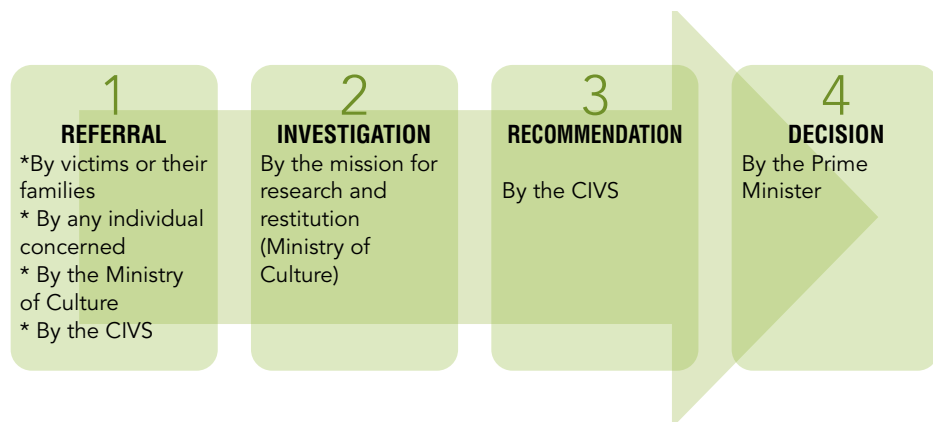 1
REFERRAL
*By victims or their
families
* By any individual
concerned
* By the Ministry
of Culture
* By the CIVS
2
INVESTIGATION
By the mission for
research and
restitution
(Ministry of
Culture)
3
RECOMMENDATION
By the CIVS
4
DECISION
By the Prime
Minister